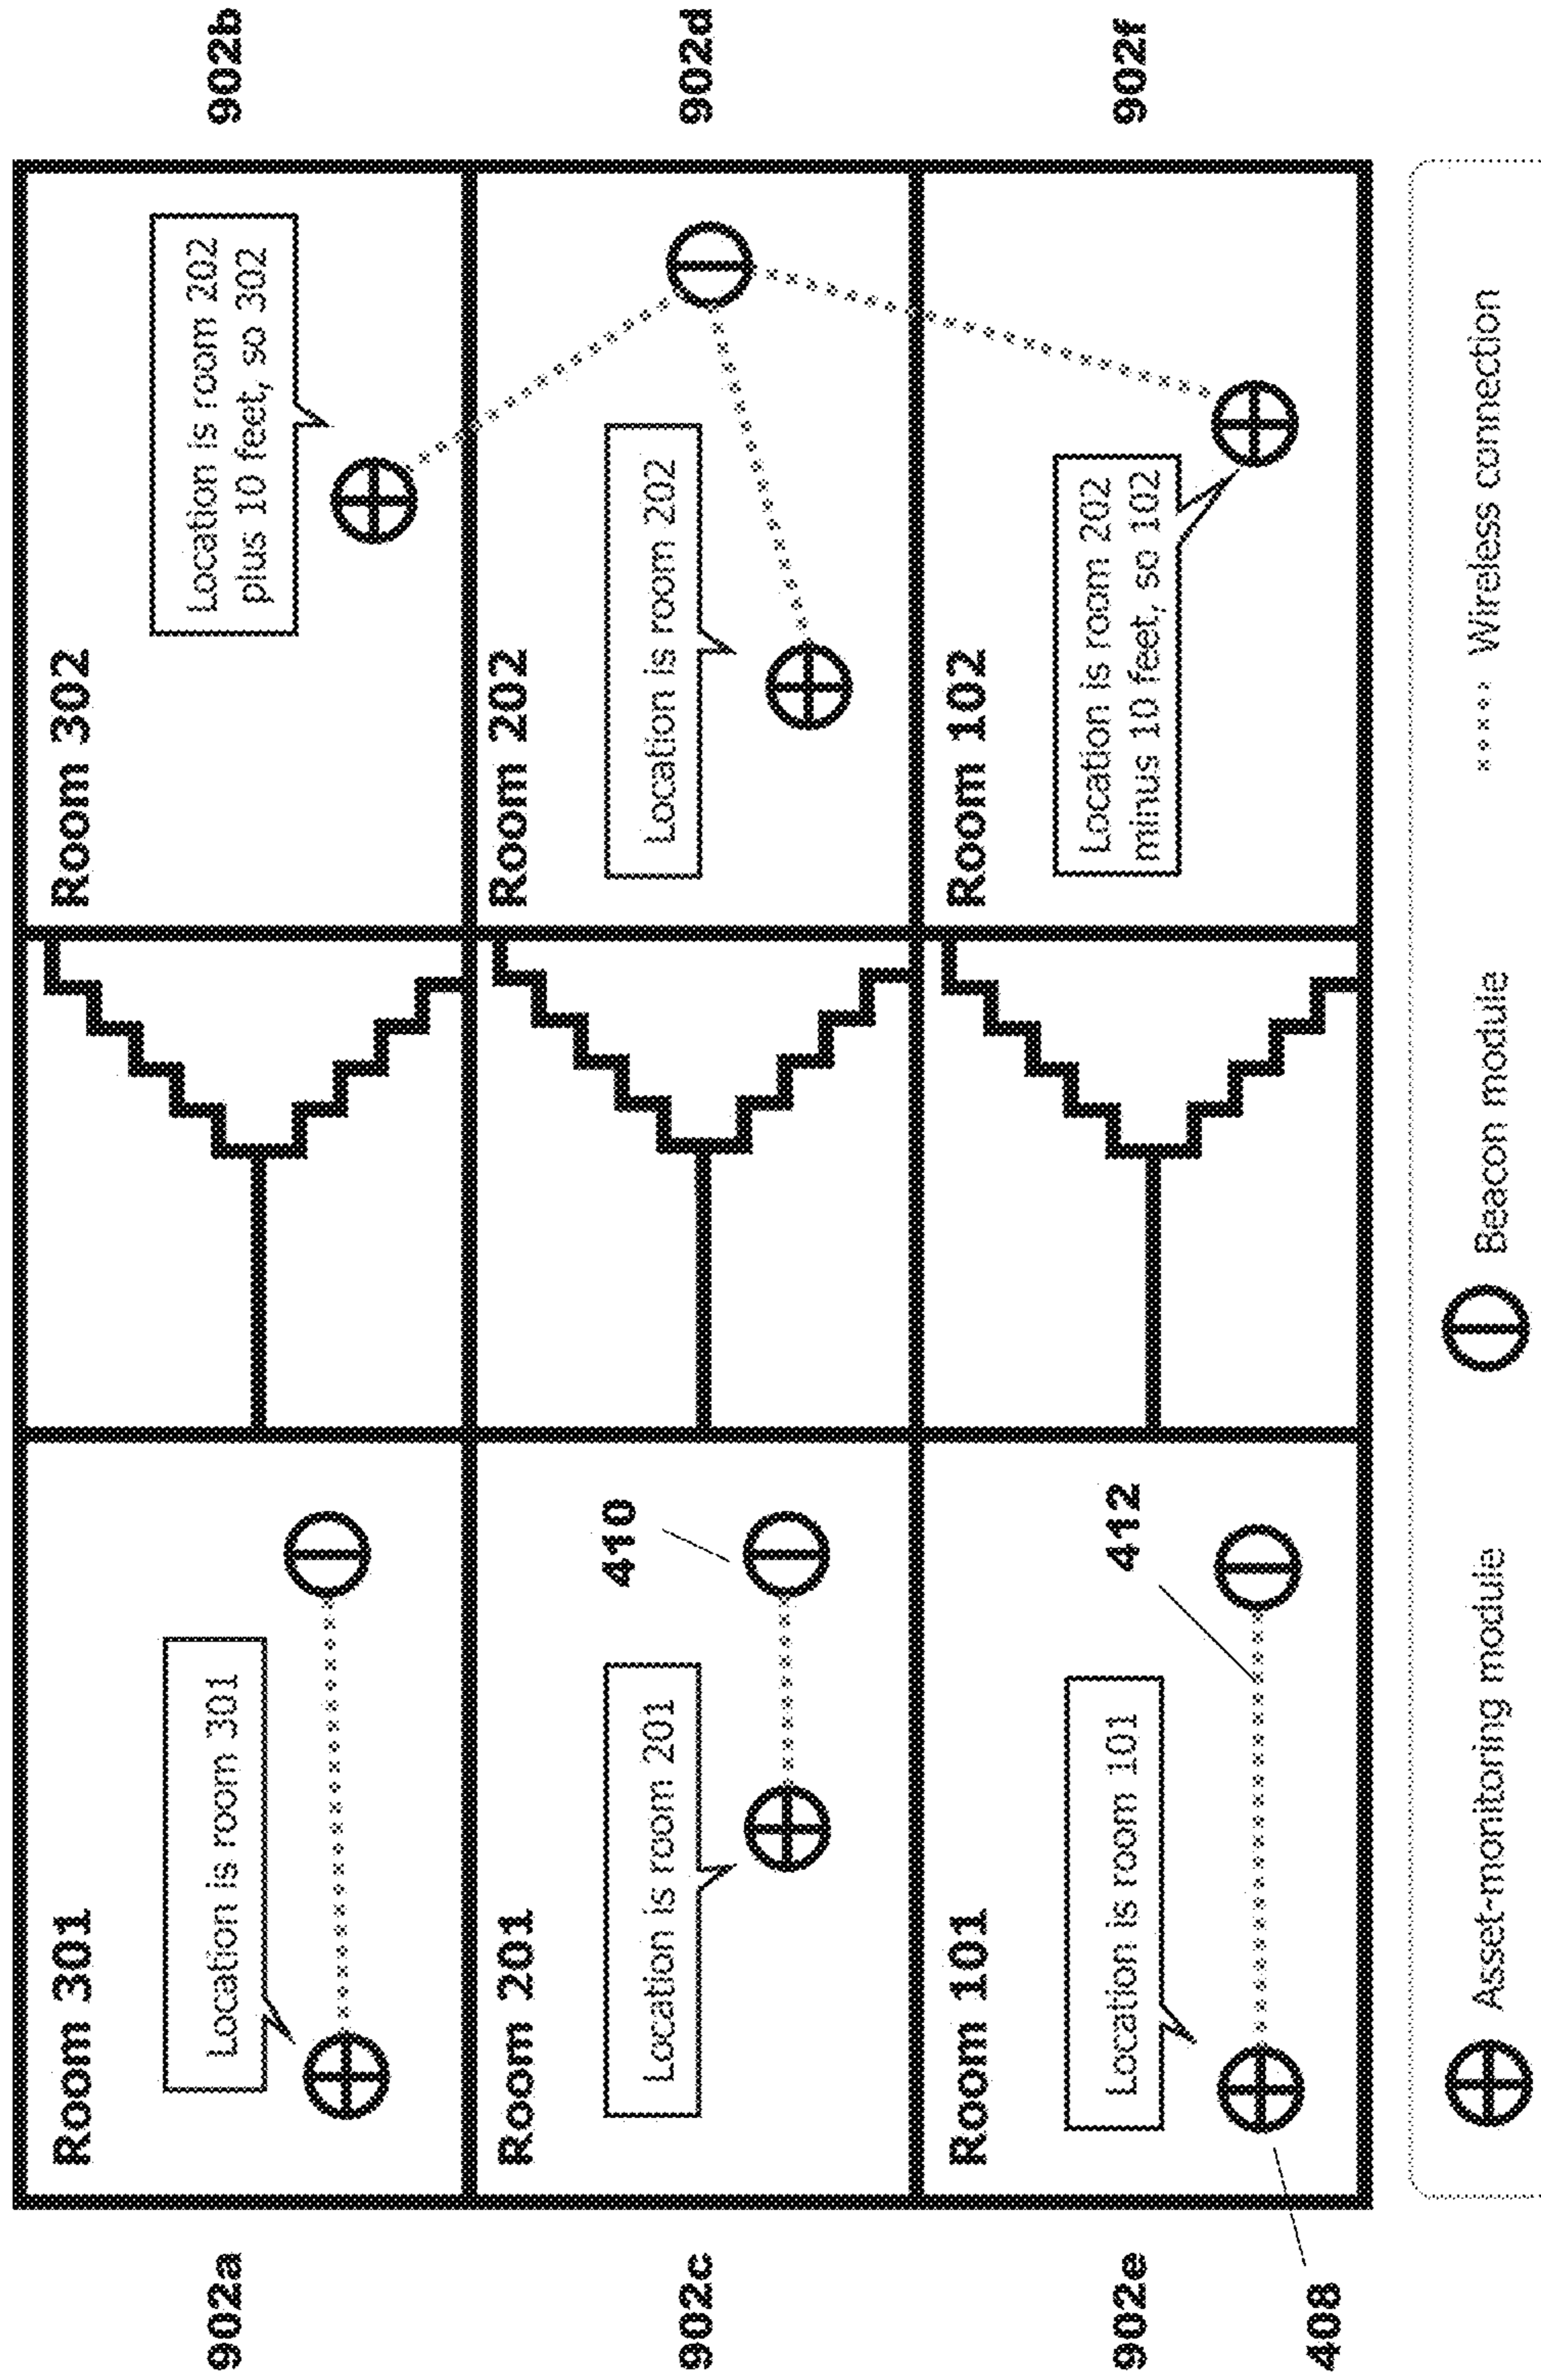 902a
Room 301
Location is room 301
Room 302
Location is room 202
plus 10 feet, so 302
902b
902c
Room 201
Location is room 201
410
Room 202
Location is room 202
902d
902e
Room 101
Location is room 101
412
408
Room 102
Location is room 202
minus 10 feet, so 102
902f
Asset-monitoring module
Beacon module
Wireless connection